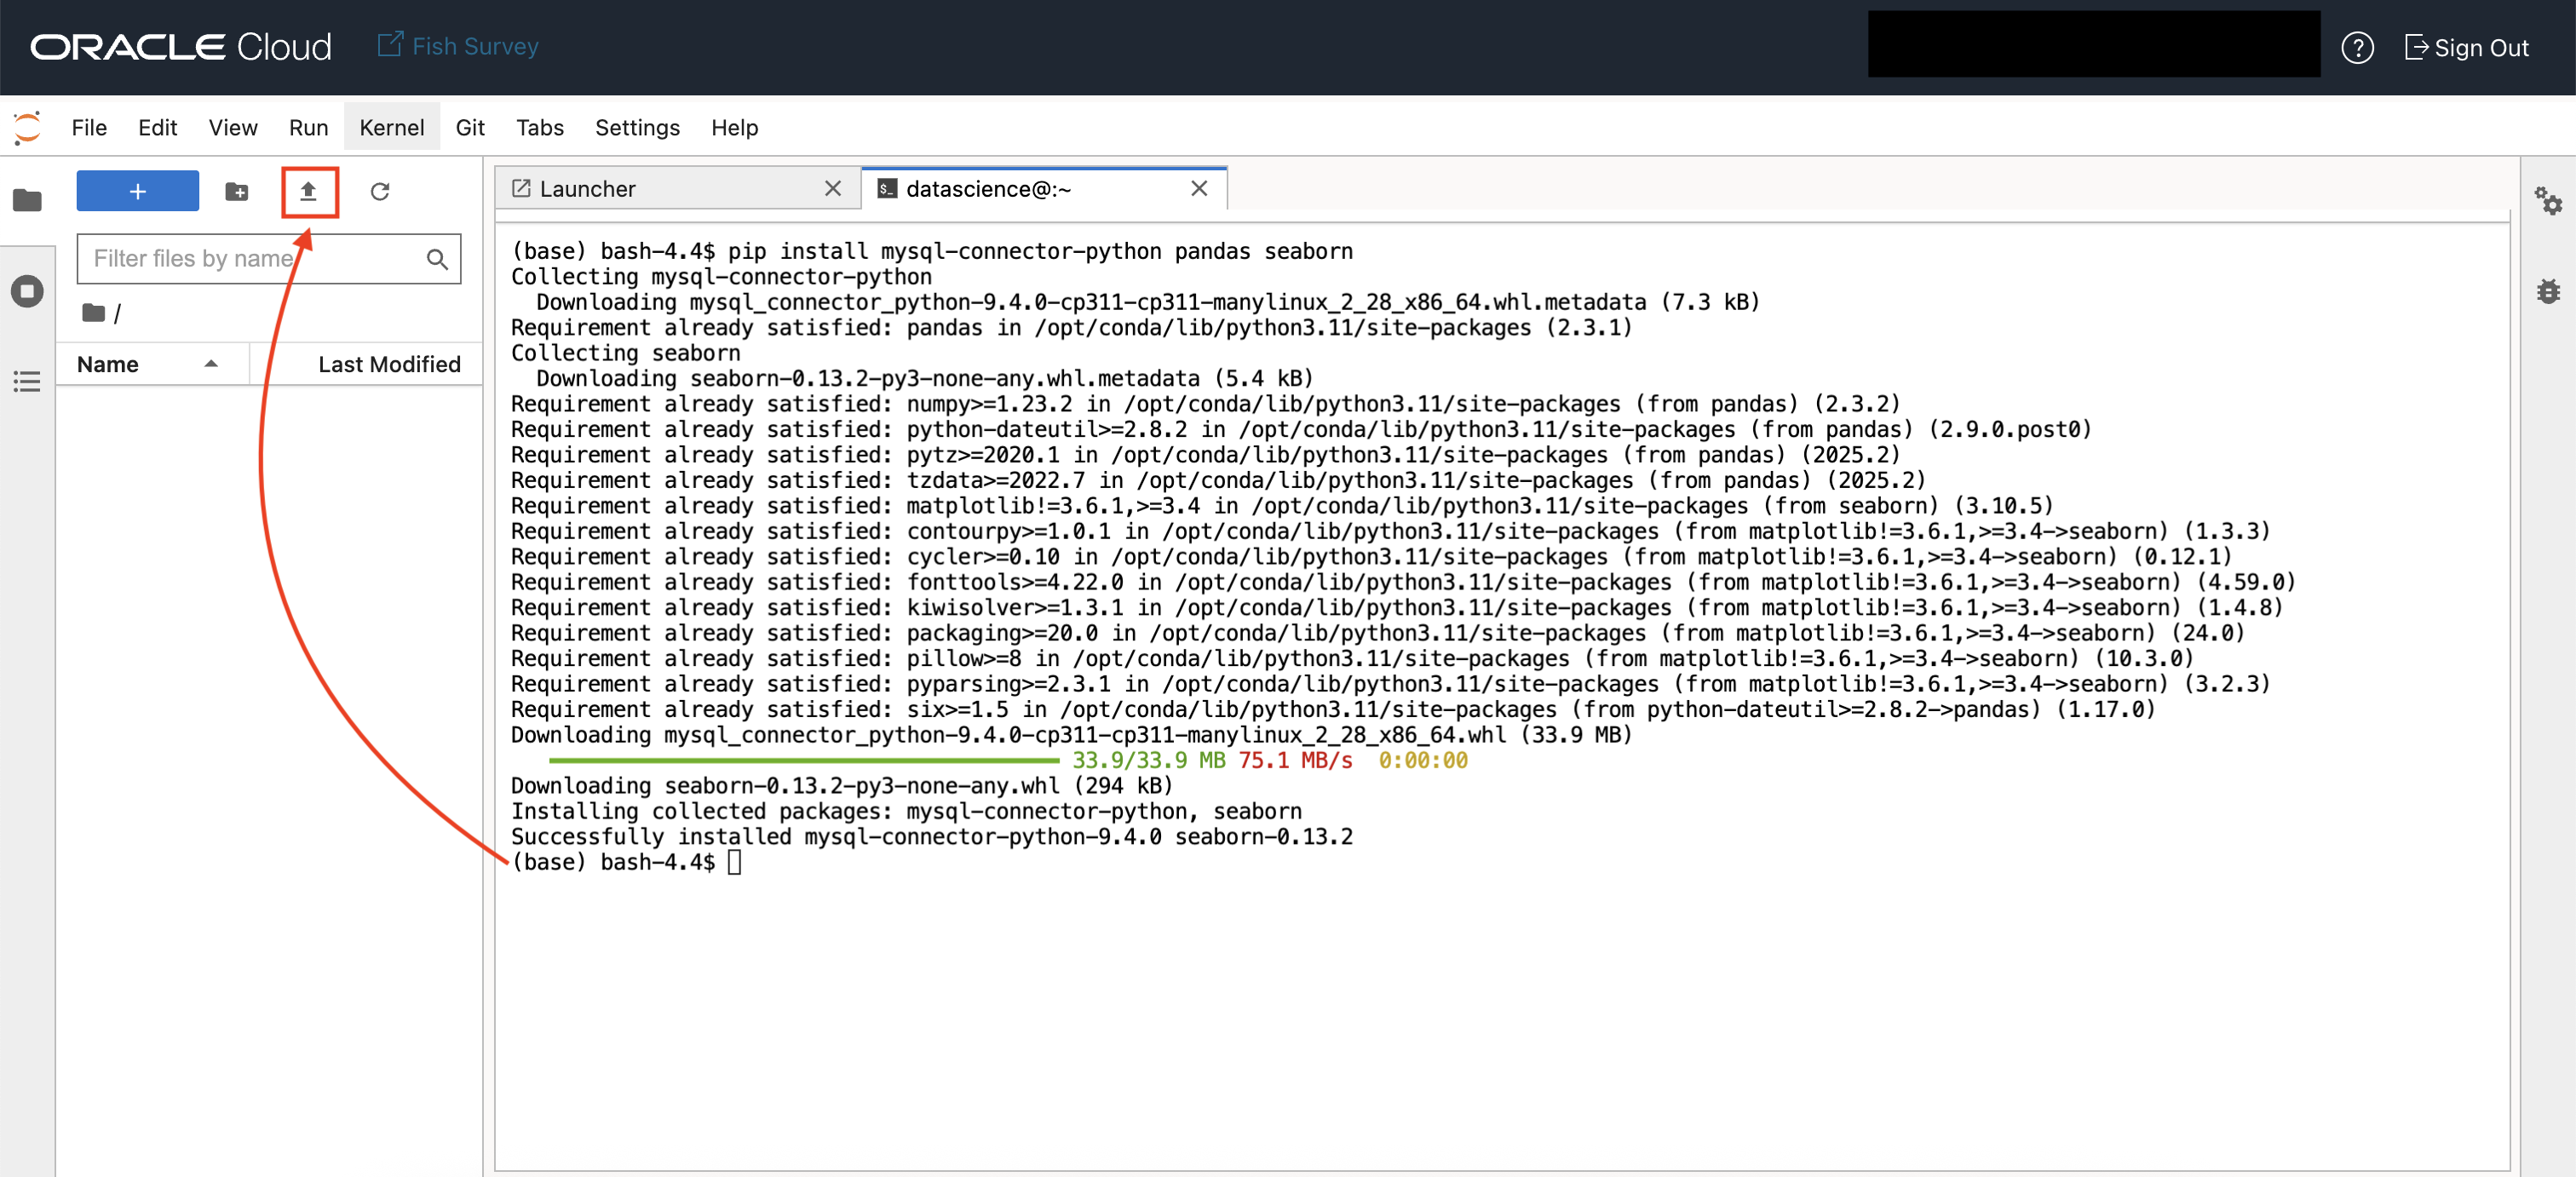 ORACLE Cloud
Fish Survey
? Sign Out
File Edit View Run Kernel Git Tabs Settings Help
+
Launcher
$_ datascience@:~
Filter files by name
/
Name Last Modified
(base) bash-4.4$ pip install mysql-connector-python pandas seaborn
Collecting mysql-connector-python
  Downloading mysql_connector_python-9.4.0-cp311-cp311-manylinux_2_28_x86_64.whl.metadata (7.3 kB)
Requirement already satisfied: pandas in /opt/conda/lib/python3.11/site-packages (2.3.1)
Collecting seaborn
  Downloading seaborn-0.13.2-py3-none-any.whl.metadata (5.4 kB)
Requirement already satisfied: numpy>=1.23.2 in /opt/conda/lib/python3.11/site-packages (from pandas) (2.3.2)
Requirement already satisfied: python-dateutil>=2.8.2 in /opt/conda/lib/python3.11/site-packages (from pandas) (2.9.0.post0)
Requirement already satisfied: pytz>=2020.1 in /opt/conda/lib/python3.11/site-packages (from pandas) (2025.2)
Requirement already satisfied: tzdata>=2022.7 in /opt/conda/lib/python3.11/site-packages (from pandas) (2025.2)
Requirement already satisfied: matplotlib!=3.6.1,>=3.4 in /opt/conda/lib/python3.11/site-packages (from seaborn) (3.10.5)
Requirement already satisfied: contourpy>=1.0.1 in /opt/conda/lib/python3.11/site-packages (from matplotlib!=3.6.1,>=3.4->seaborn) (1.3.3)
Requirement already satisfied: cycler>=0.10 in /opt/conda/lib/python3.11/site-packages (from matplotlib!=3.6.1,>=3.4->seaborn) (0.12.1)
Requirement already satisfied: fonttools>=4.22.0 in /opt/conda/lib/python3.11/site-packages (from matplotlib!=3.6.1,>=3.4->seaborn) (4.59.0)
Requirement already satisfied: kiwisolver>=1.3.1 in /opt/conda/lib/python3.11/site-packages (from matplotlib!=3.6.1,>=3.4->seaborn) (1.4.8)
Requirement already satisfied: packaging>=20.0 in /opt/conda/lib/python3.11/site-packages (from matplotlib!=3.6.1,>=3.4->seaborn) (24.0)
Requirement already satisfied: pillow>=8 in /opt/conda/lib/python3.11/site-packages (from matplotlib!=3.6.1,>=3.4->seaborn) (10.3.0)
Requirement already satisfied: pyparsing>=2.3.1 in /opt/conda/lib/python3.11/site-packages (from matplotlib!=3.6.1,>=3.4->seaborn) (3.2.3)
Requirement already satisfied: six>=1.5 in /opt/conda/lib/python3.11/site-packages (from python-dateutil>=2.8.2->pandas) (1.17.0)
Downloading mysql_connector_python-9.4.0-cp311-cp311-manylinux_2_28_x86_64.whl (33.9 MB)
33.9/33.9 MB 75.1 MB/s 0:00:00
Downloading seaborn-0.13.2-py3-none-any.whl (294 kB)
Installing collected packages: mysql-connector-python, seaborn
Successfully installed mysql-connector-python-9.4.0 seaborn-0.13.2
(base) bash-4.4$